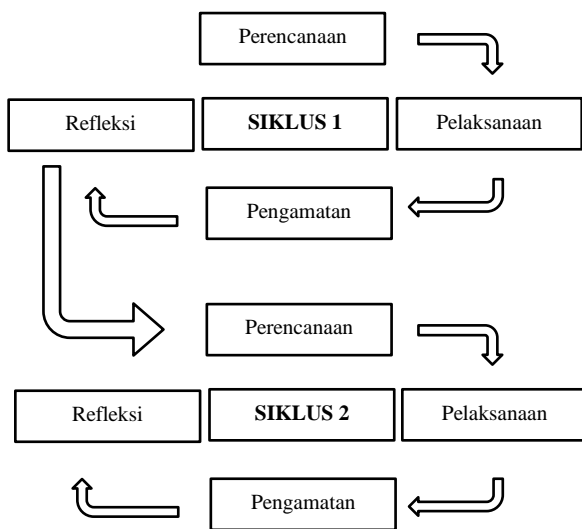 Perencanaan
Refleksi
SIKLUS 1
Pelaksanaan
Pengamatan
Perencanaan
Refleksi
SIKLUS 2
Pelaksanaan
Pengamatan